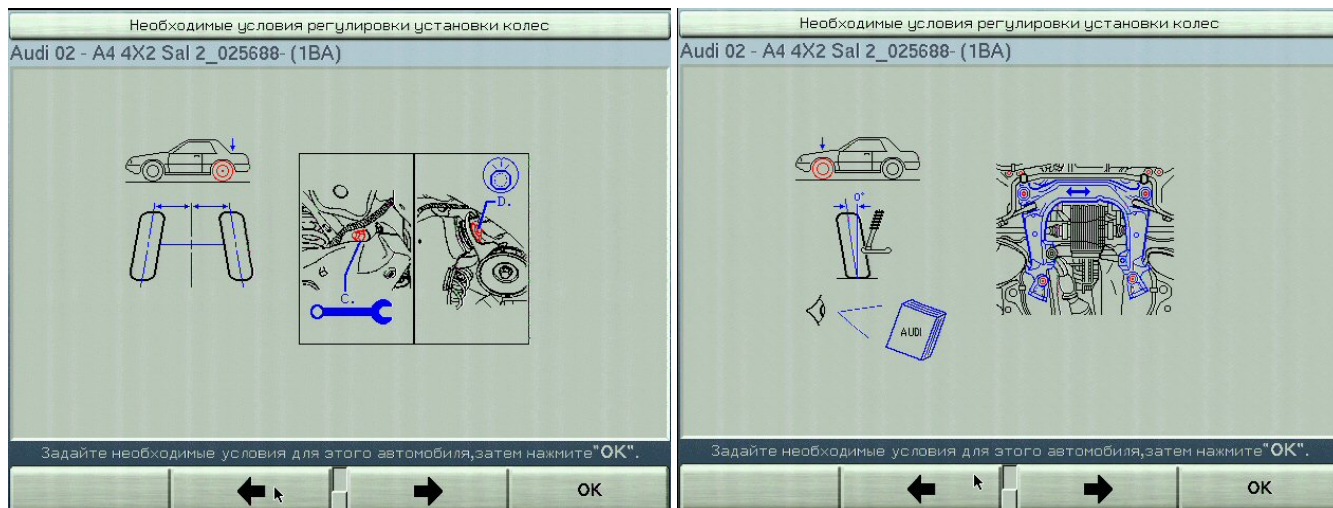 Необходимые условия регулировки установки колес
Audi 02 - A4 4X2 Sal 2_025688- (1BA)
C.
D.
Задайте необходимые условия для этого автомобиля,затем нажмите"OK".
OK
Необходимые условия регулировки установки колес
Audi 02 - A4 4X2 Sal 2_025688- (1BA)
0°
AUDI
Задайте необходимые условия для этого автомобиля,затем нажмите"OK".
OK